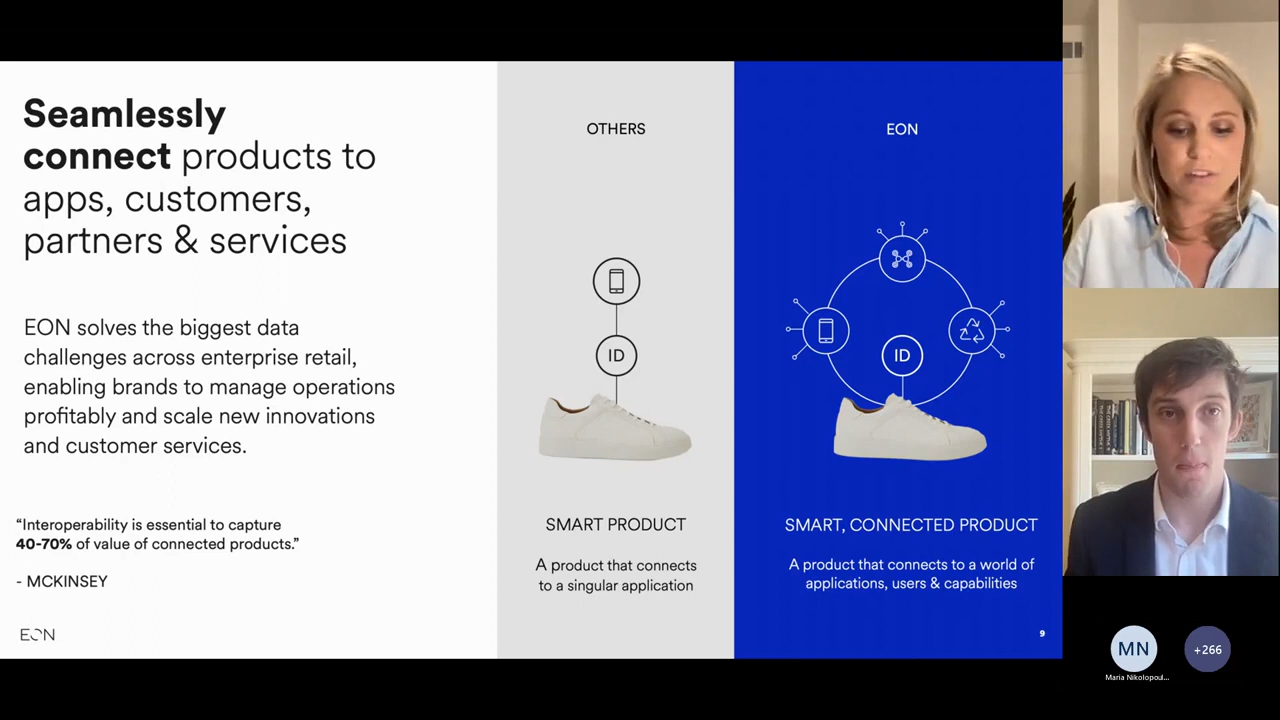 Seamlessly
connect products to
apps, customers,
partners & services
EON solves the biggest data
challenges across enterprise retail,
enabling brands to manage operations
profitably and scale new innovations
and customer services.
“Interoperability is essential to capture
40-70% of value of connected products.”
- MCKINSEY
EON
OTHERS
ID
SMART PRODUCT
A product that connects
to a singular application
EON
ID
SMART, CONNECTED PRODUCT
A product that connects to a world of
applications, users & capabilities
9
MN
Maria Nikolopoul...
+266